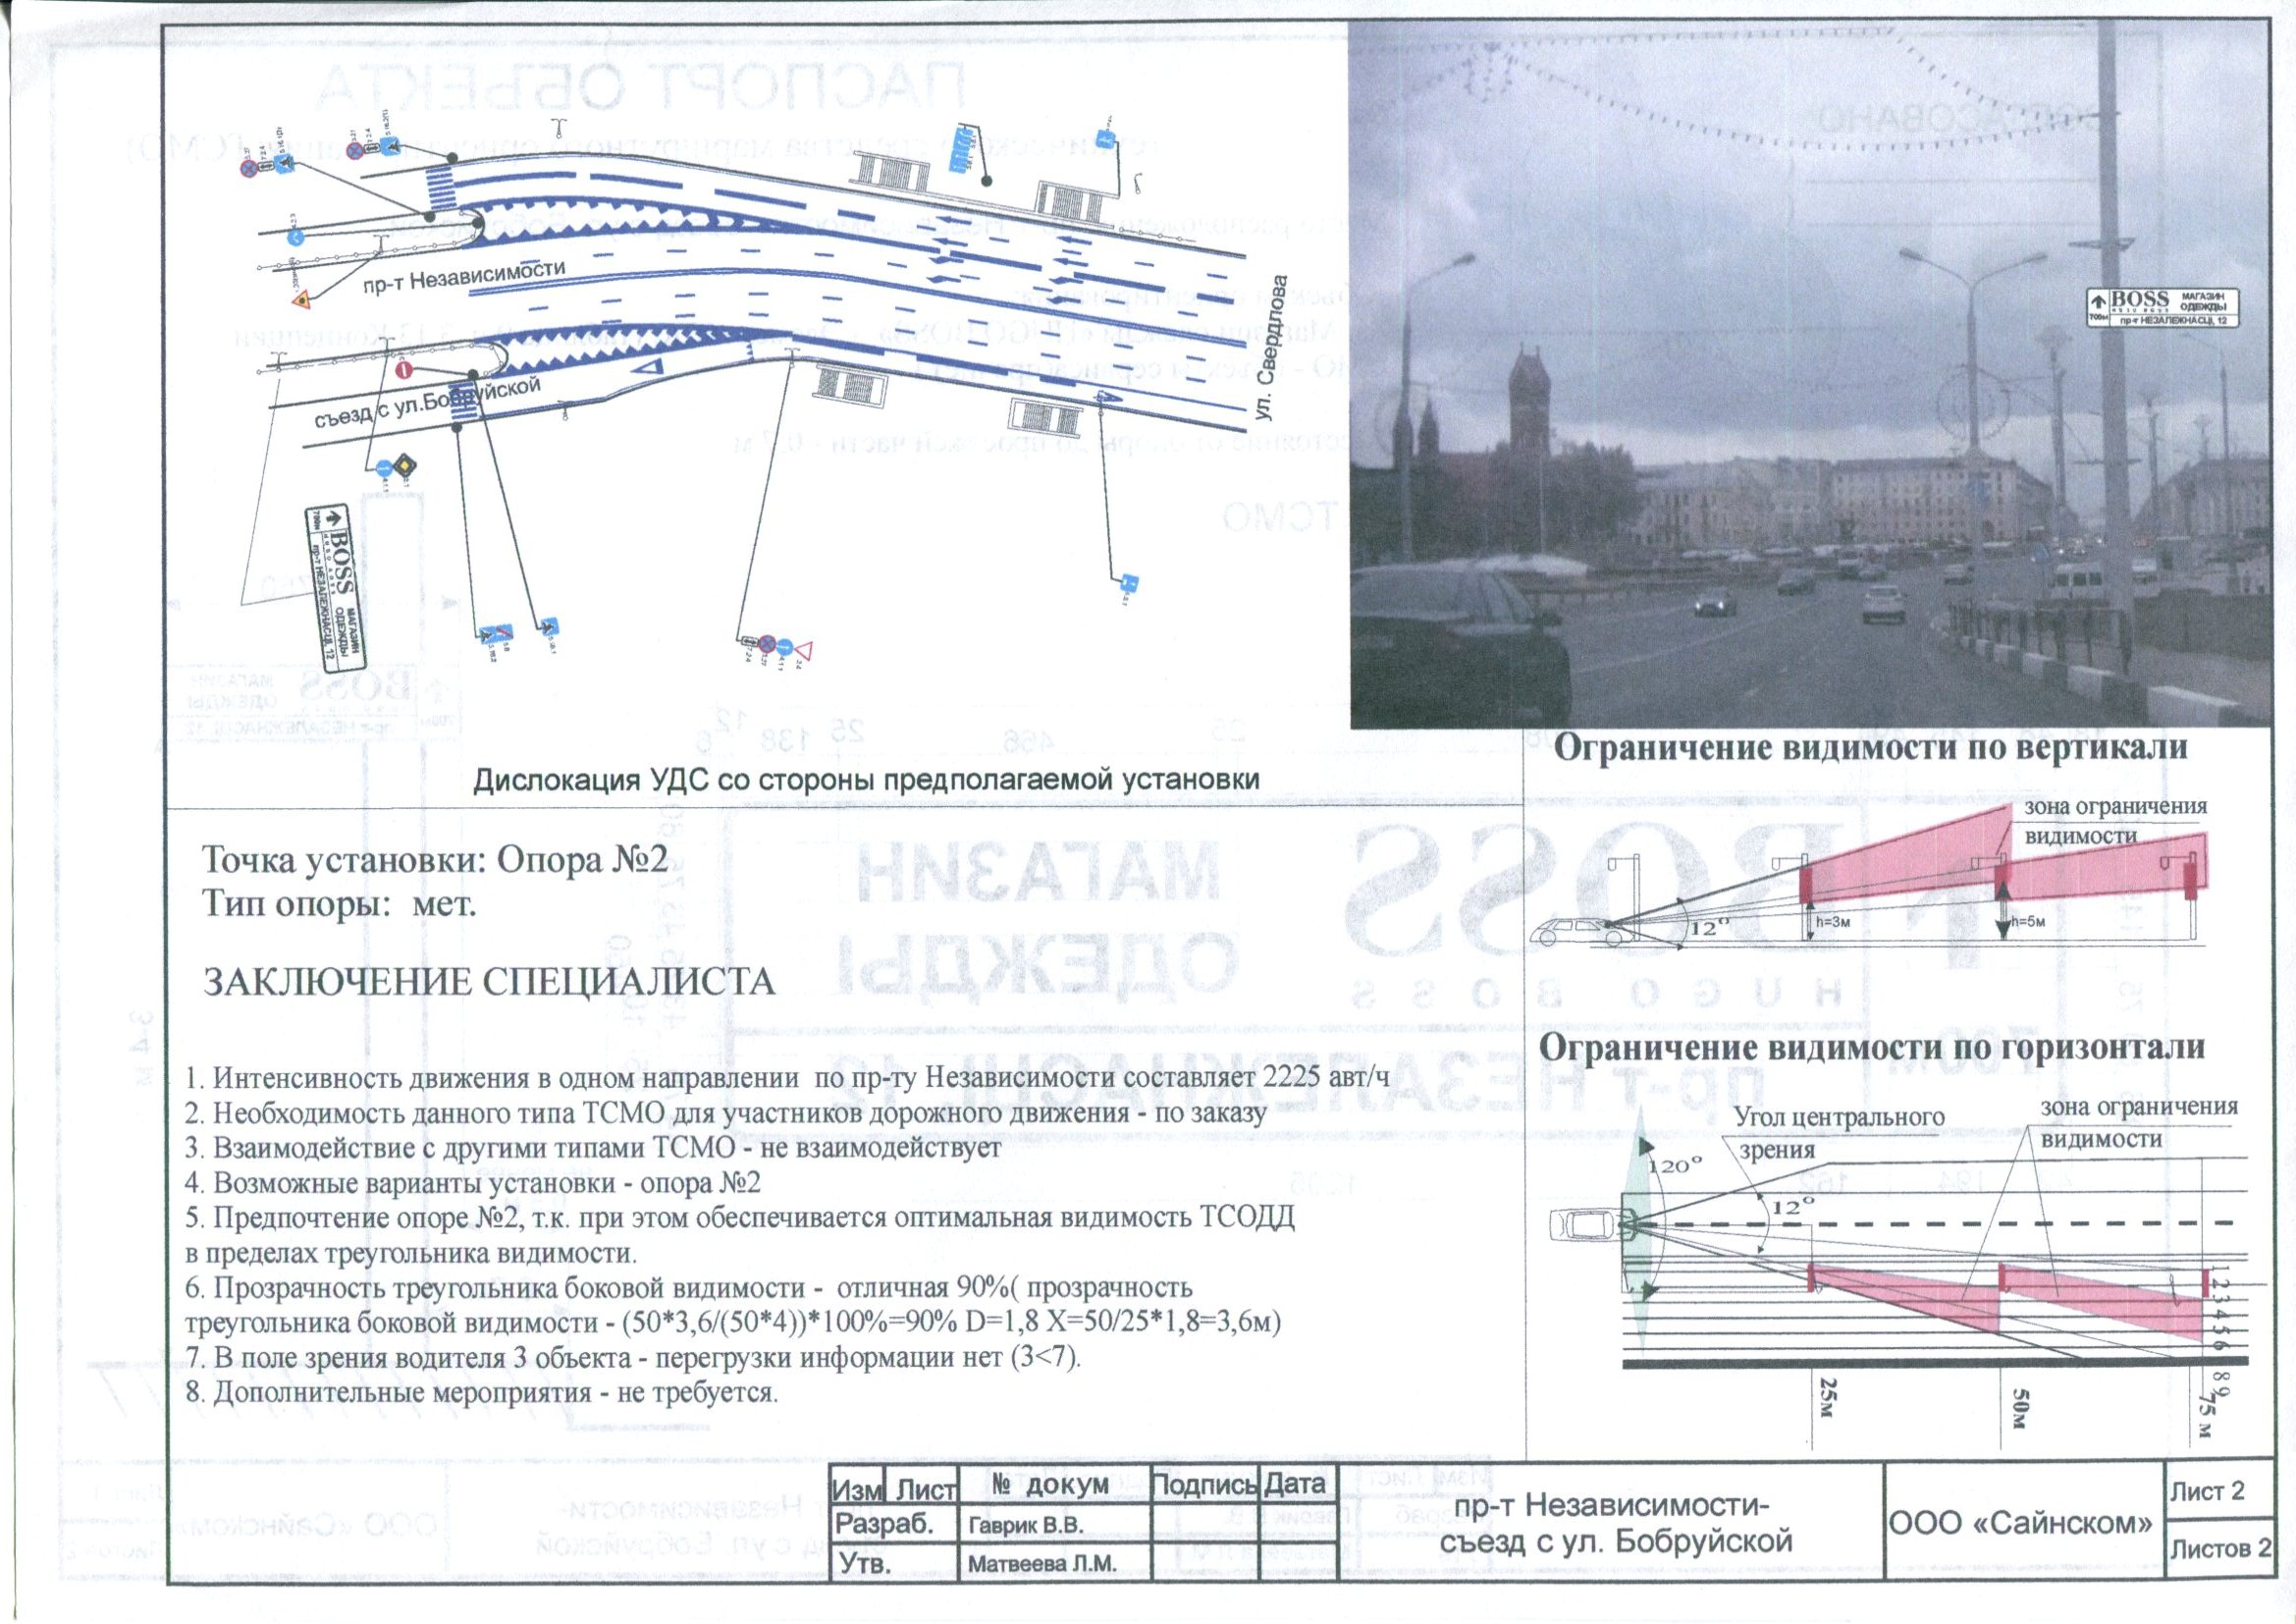 пр-т Независимости
съезд с ул.Бобруйской
ул. Свердлова
BOSS
HUGO BOSS
МАГАЗИН
ОДЕЖДЫ
700м
пр-т НЕЗАЛЕЖНАСЦІ, 12
BOSS
HUGO BOSS
МАГАЗИН
ОДЕЖДЫ
700м
пр-т НЕЗАЛЕЖНАСЦІ, 12
Дислокация УДС со стороны предполагаемой установки
Ограничение видимости по вертикали
зона ограничения
видимости
12°
h=3м
h=5м
Точка установки: Опора №2
Тип опоры: мет.
ЗАКЛЮЧЕНИЕ СПЕЦИАЛИСТА
1. Интенсивность движения в одном направлении по пр-ту Независимости составляет 2225 авт/ч
2. Необходимость данного типа ТСМО для участников дорожного движения - по заказу
3. Взаимодействие с другими типами ТСМО - не взаимодействует
4. Возможные варианты установки - опора №2
5. Предпочтение опоре №2, т.к. при этом обеспечивается оптимальная видимость ТСОДД
в пределах треугольника видимости.
6. Прозрачность треугольника боковой видимости - отличная 90%( прозрачность
треугольника боковой видимости - (50*3,6/(50*4))*100%=90% D=1,8 X=50/25*1,8=3,6м)
7. В поле зрения водителя 3 объекта - перегрузки информации нет (3<7).
8. Дополнительные мероприятия - не требуется.
Ограничение видимости по горизонтали
Угол центрального
зрения
зона ограничения
видимости
120°
12°
1 2 3 4 5 6
8 9
25м
50м
75 м
Изм Лист № докум Подпись Дата
Разраб. Гаврик В.В.
Утв. Матвеева Л.М.
пр-т Независимости-
съезд с ул. Бобруйской
ООО «Сайнском»
Лист 2
Листов 2